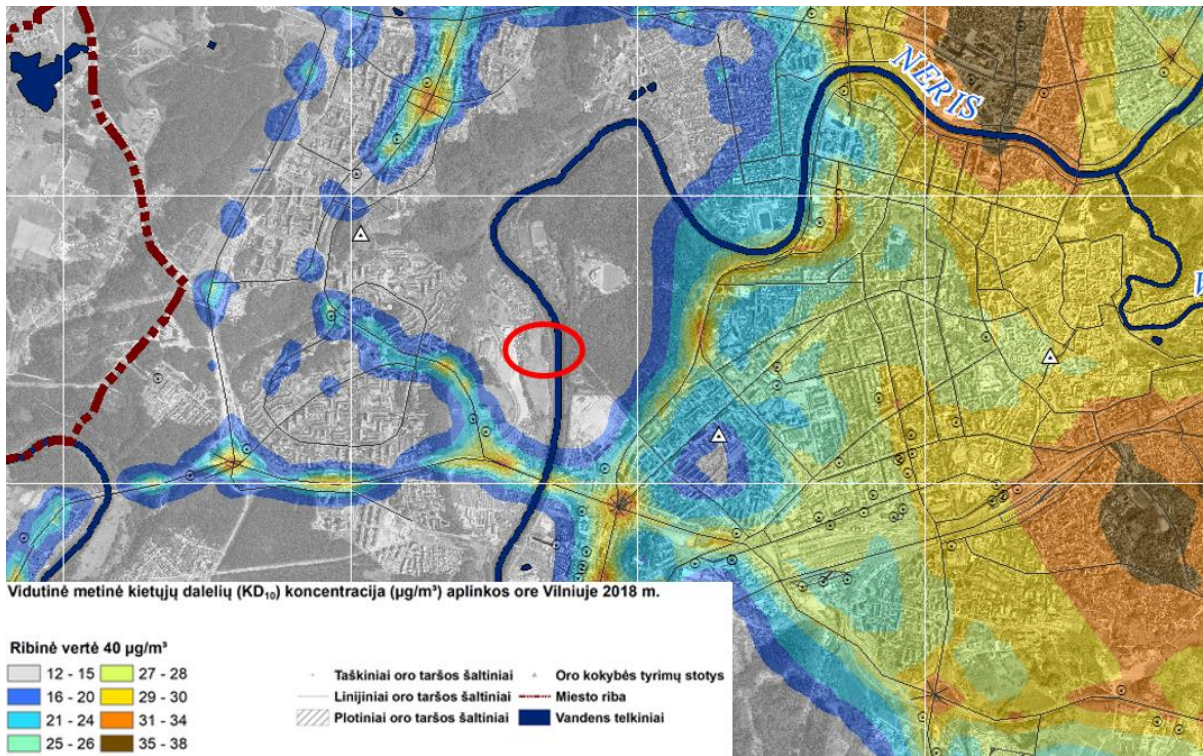 NERIS
V
Vidutinė metinė kietųjų dalelių (KD₁₀) koncentracija (µg/m³) aplinkos ore Vilniuje 2018 m.
Ribinė vertė 40 µg/m³
12 - 15
27 - 28
16 - 20
29 - 30
21 - 24
31 - 34
25 - 26
35 - 38
Taškiniai oro taršos šaltiniai
Oro kokybės tyrimų stotys
Linijiniai oro taršos šaltiniai
Miesto riba
Plotiniai oro taršos šaltiniai
Vandens telkiniai